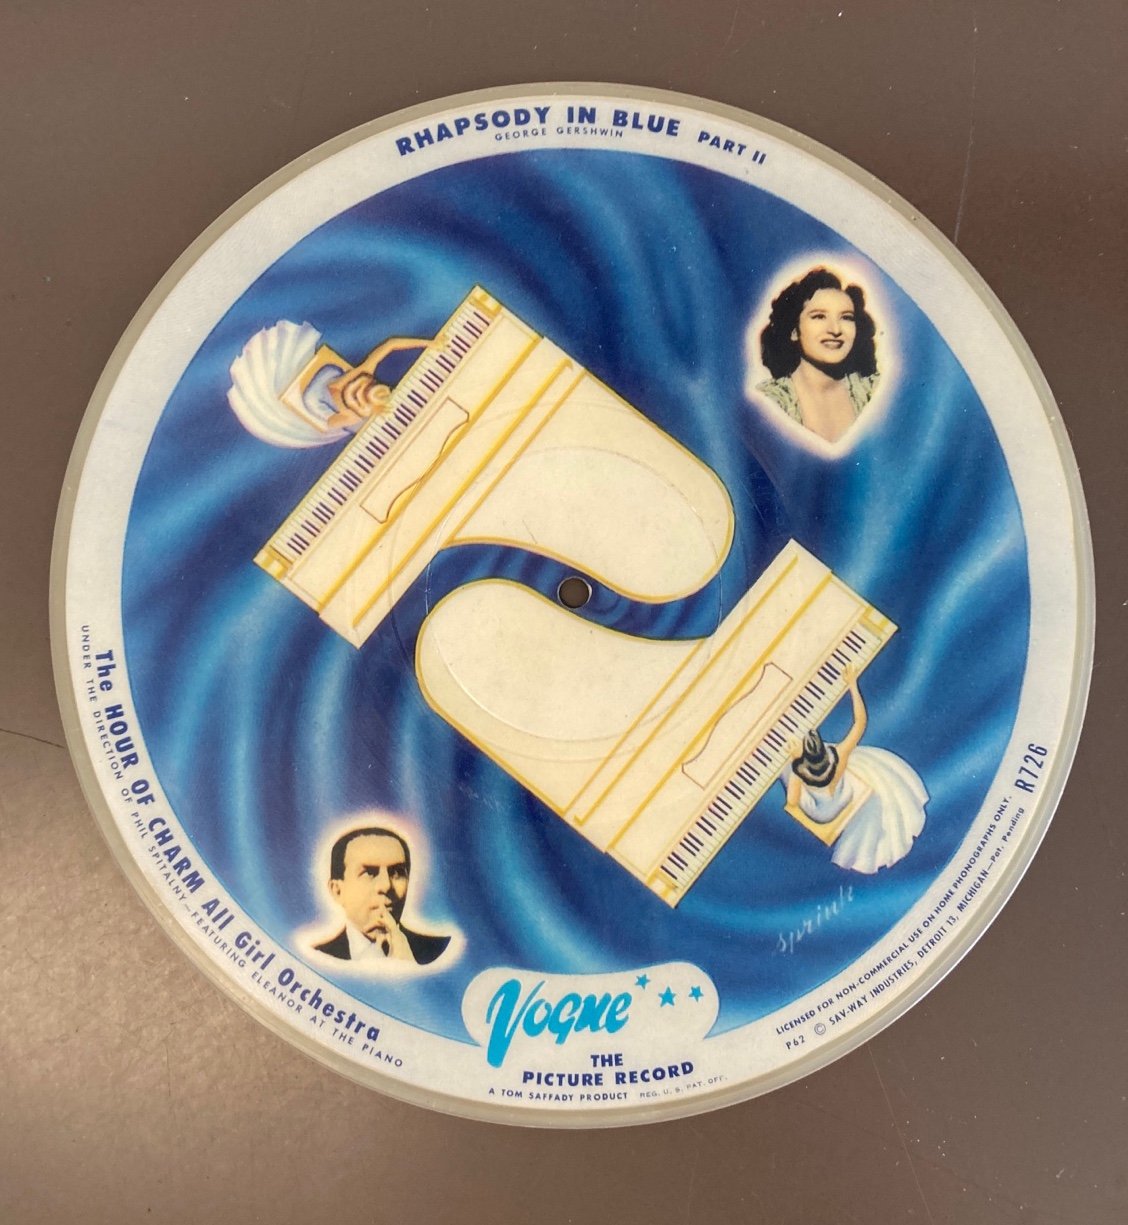 RHAPSODY IN BLUE PART II
GEORGE GERSHWIN
The HOUR OF CHARM All Girl Orchestra
UNDER THE DIRECTION OF PHIL SPITALNY—FEATURING ELEANOR AT THE PIANO
sprink
VOGUE
THE
PICTURE RECORD
A TOM SAFFADY PRODUCT REG. U. S. PAT. OFF.
LICENSED FOR NON-COMMERCIAL USE ON HOME PHONOGRAPHS ONLY.
P62 © SAV-WAY INDUSTRIES, DETROIT 13, MICHIGAN—Pat. Pending
R726